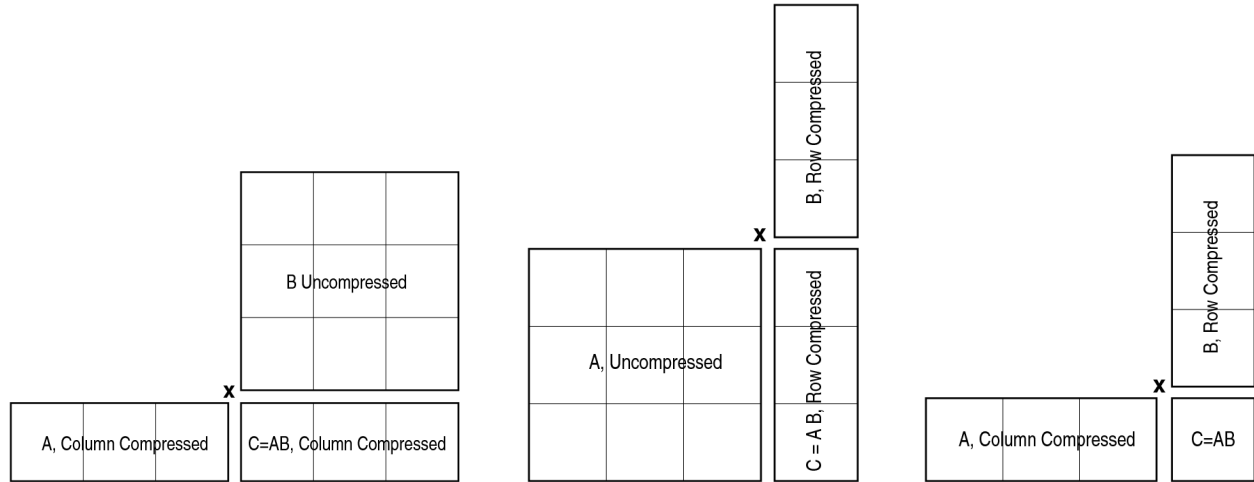 B Uncompressed
x
A, Column Compressed
C=AB, Column Compressed
B, Row Compressed
x
A, Uncompressed
C = A B, Row Compressed
B, Row Compressed
x
A, Column Compressed
C=AB